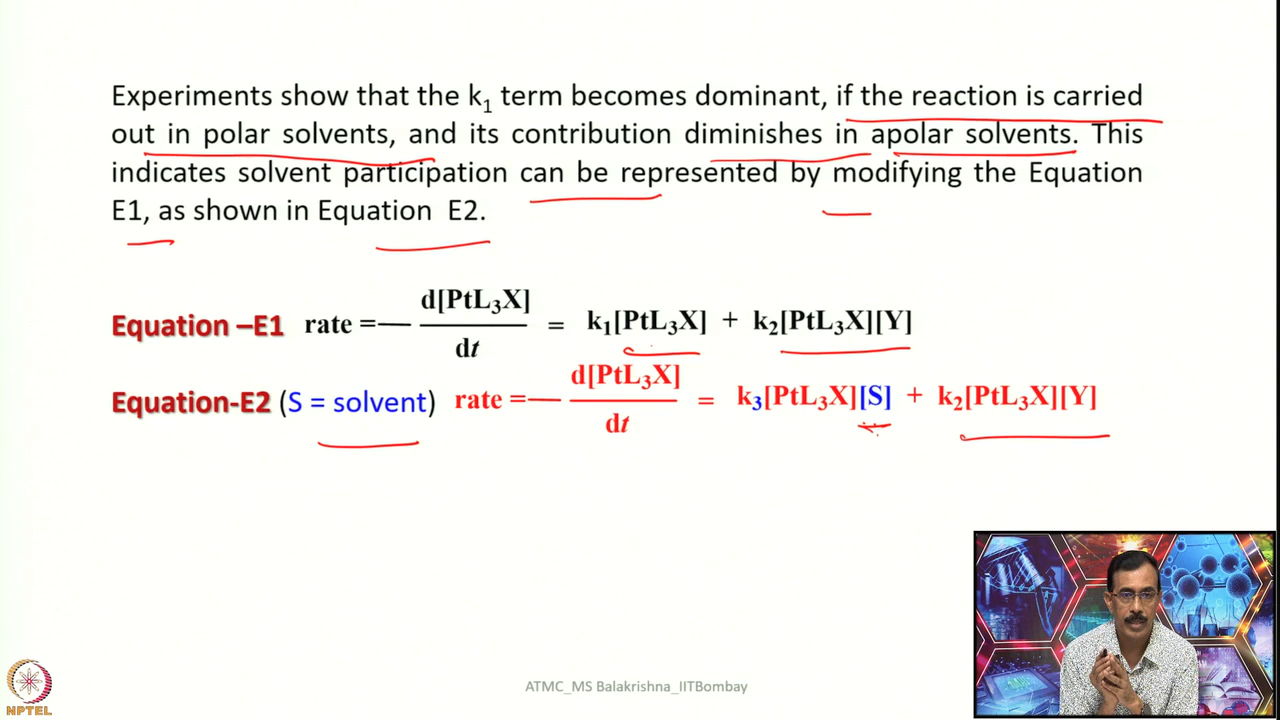 Experiments show that the k₁ term becomes dominant, if the reaction is carried
out in polar solvents, and its contribution diminishes in apolar solvents. This
indicates solvent participation can be represented by modifying the Equation
E1, as shown in Equation E2.
Equation –E1 rate =— d[PtL₃X]/dt = k₁[PtL₃X] + k₂[PtL₃X][Y]
Equation-E2 (S = solvent) rate =— d[PtL₃X]/dt = k₃[PtL₃X][S] + k₂[PtL₃X][Y]
ATMC_MS Balakrishna_IITBombay
NPTEL